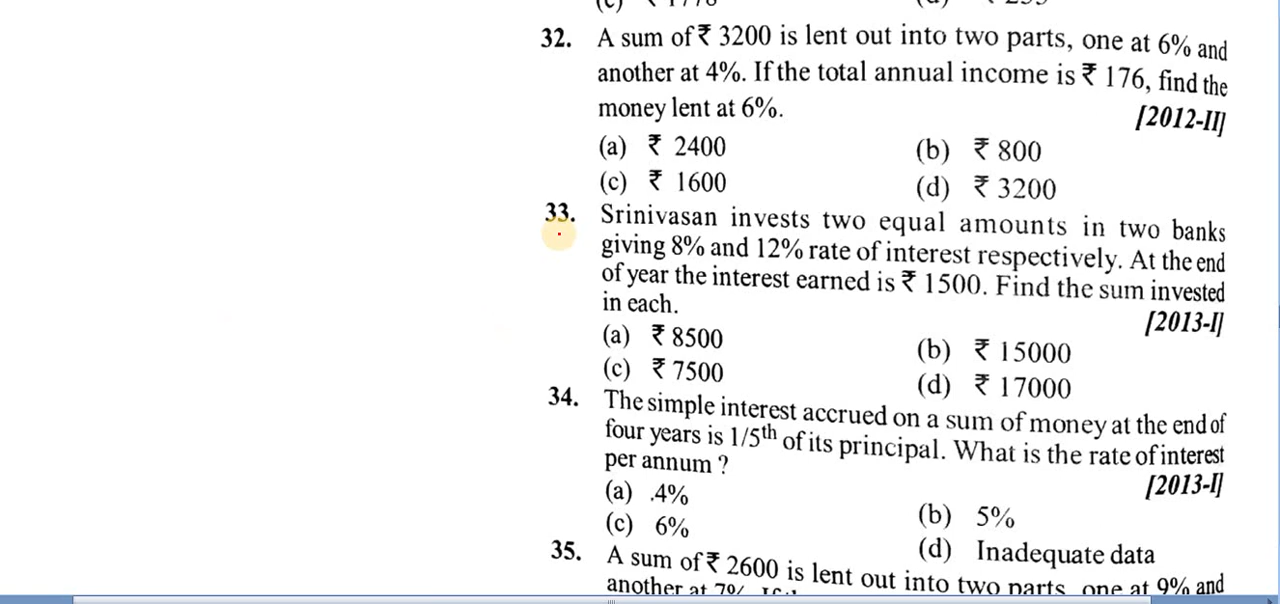 32. A sum of ₹ 3200 is lent out into two parts, one at 6% and
another at 4%. If the total annual income is ₹ 176, find the
money lent at 6%. [2012-II]
(a) ₹ 2400 (b) ₹ 800
(c) ₹ 1600 (d) ₹ 3200
33. Srinivasan invests two equal amounts in two banks
giving 8% and 12% rate of interest respectively. At the end
of year the interest earned is ₹ 1500. Find the sum invested
in each. [2013-I]
(a) ₹ 8500 (b) ₹ 15000
(c) ₹ 7500 (d) ₹ 17000
34. The simple interest accrued on a sum of money at the end of
four years is 1/5th of its principal. What is the rate of interest
per annum ? [2013-I]
(a) .4% (b) 5%
(c) 6% (d) Inadequate data
35. A sum of ₹ 2600 is lent out into two parts, one at 9% and
another at 7%